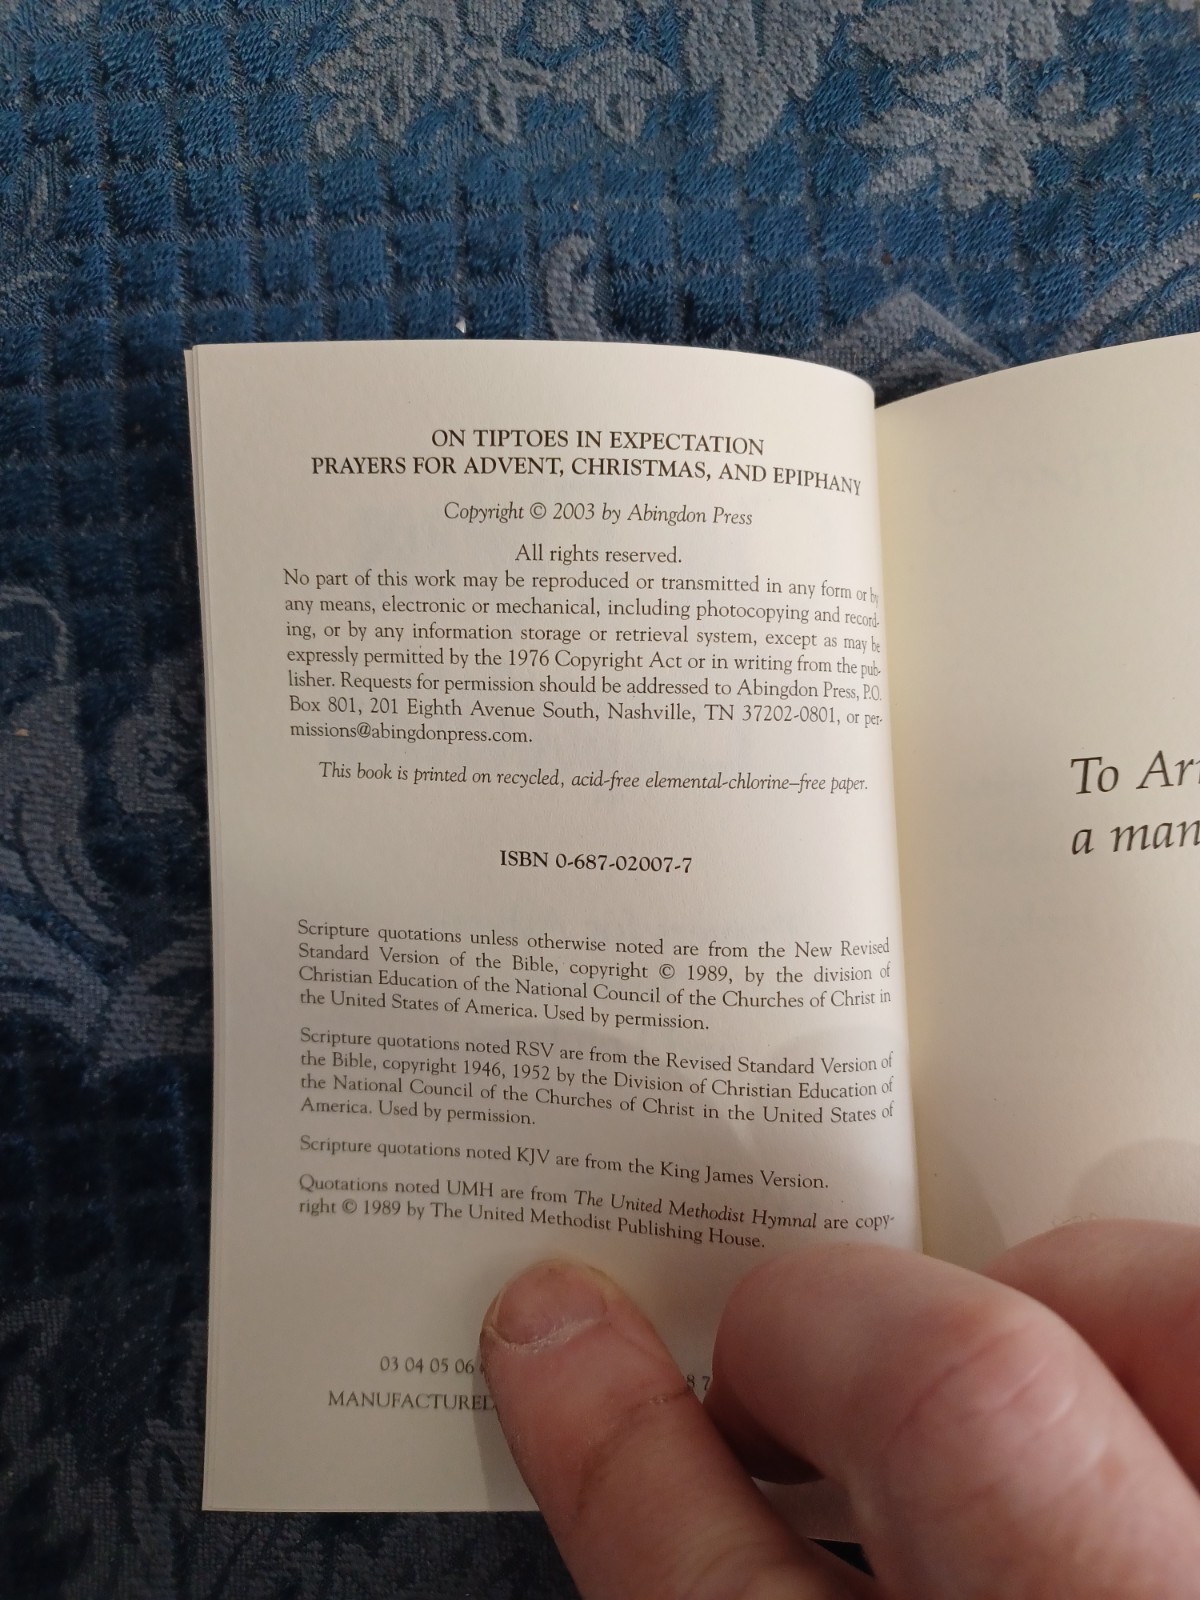 ON TIPTOES IN EXPECTATION
PRAYERS FOR ADVENT, CHRISTMAS, AND EPIPHANY
Copyright © 2003 by Abingdon Press
All rights reserved.
No part of this work may be reproduced or transmitted in any form or by
any means, electronic or mechanical, including photocopying and record-
ing, or by any information storage or retrieval system, except as may be
expressly permitted by the 1976 Copyright Act or in writing from the pub-
lisher. Requests for permission should be addressed to Abingdon Press, P.O.
Box 801, 201 Eighth Avenue South, Nashville, TN 37202-0801, or per-
missions@abingdonpress.com.
This book is printed on recycled, acid-free elemental-chlorine–free paper.
ISBN 0-687-02007-7
Scripture quotations unless otherwise noted are from the New Revised
Standard Version of the Bible, copyright © 1989, by the division of
Christian Education of the National Council of the Churches of Christ in
the United States of America. Used by permission.
Scripture quotations noted RSV are from the Revised Standard Version of
the Bible, copyright 1946, 1952 by the Division of Christian Education of
the National Council of the Churches of Christ in the United States of
America. Used by permission.
Scripture quotations noted KJV are from the King James Version.
Quotations noted UMH are from The United Methodist Hymnal are copy-
right © 1989 by The United Methodist Publishing House.
03 04 05 06 8 7
MANUFACTURED
To
a man